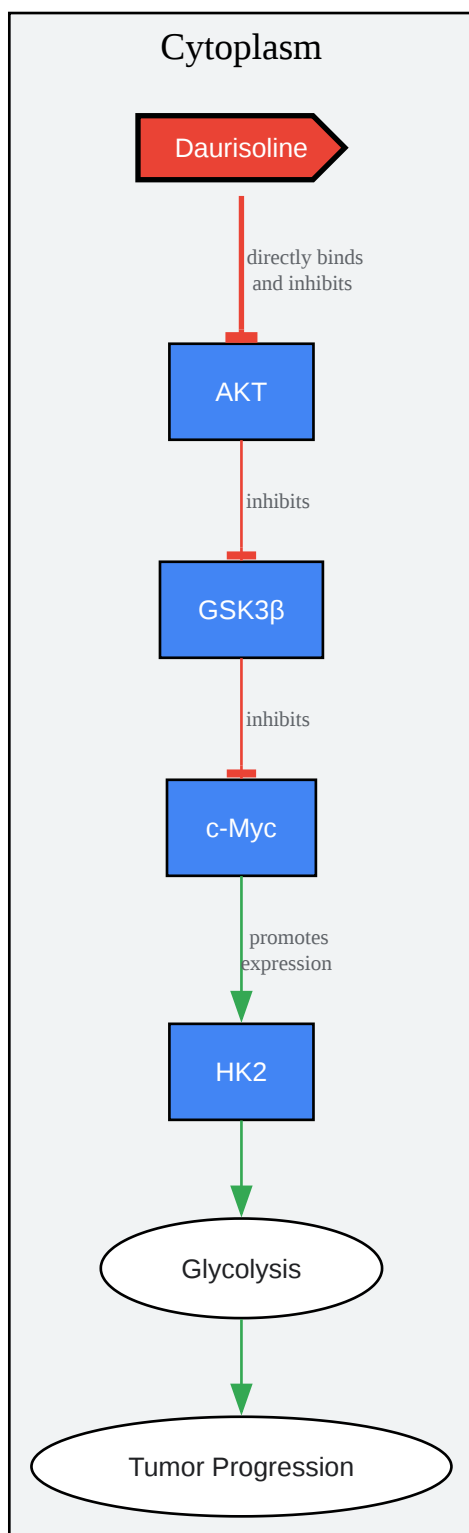 Cytoplasm
Daurisoline
directly binds
and inhibits
AKT
inhibits
GSK3β
inhibits
c-Myc
promotes
expression
HK2
Glycolysis
Tumor Progression